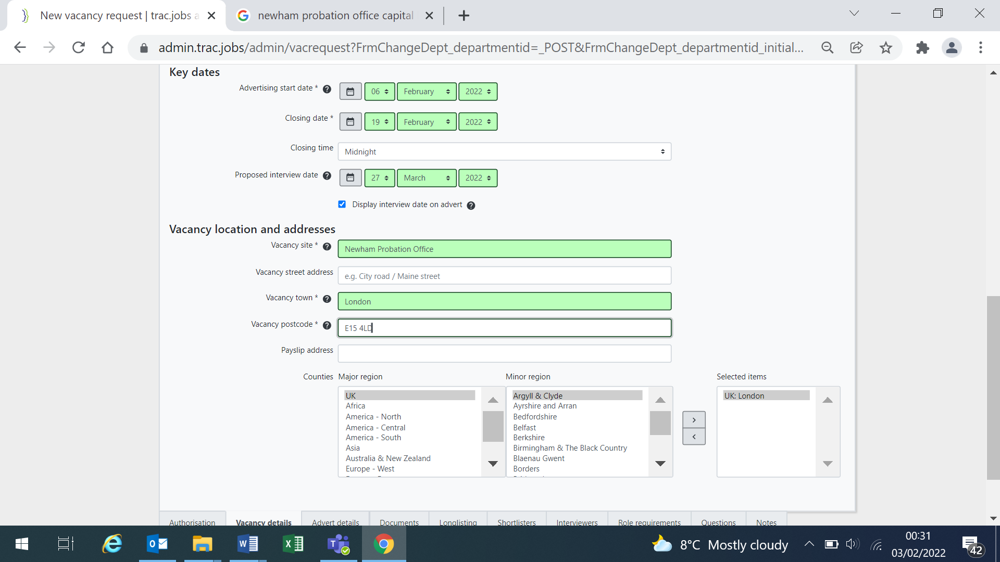 New vacancy request | trac.jobs a
newham probation office capital
admin.trac.jobs/admin/vacrequest?FrmChangeDept_departmentid=_POST&FrmChangeDept_departmentid_initial...
Key dates
Advertising start date * ? 06 February 2022
Closing date * 19 February 2022
Closing time Midnight
Proposed interview date ? 27 March 2022
Display interview date on advert ?
Vacancy location and addresses
Vacancy site * ? Newham Probation Office
Vacancy street address e.g. City road / Maine street
Vacancy town * ? London
Vacancy postcode * ? E15 4LD
Payslip address
Counties Major region Minor region Selected items
UK Argyll & Clyde UK: London
Africa Ayrshire and Arran
America - North Bedfordshire
America - Central Belfast
America - South Berkshire
Asia Birmingham & The Black Country
Australia & New Zealand Blaenau Gwent
Europe - West Borders
Authorisation Vacancy details Advert details Documents Longlisting Shortlisters Interviewers Role requirements Questions Notes
8°C Mostly cloudy
00:31
03/02/2022
42